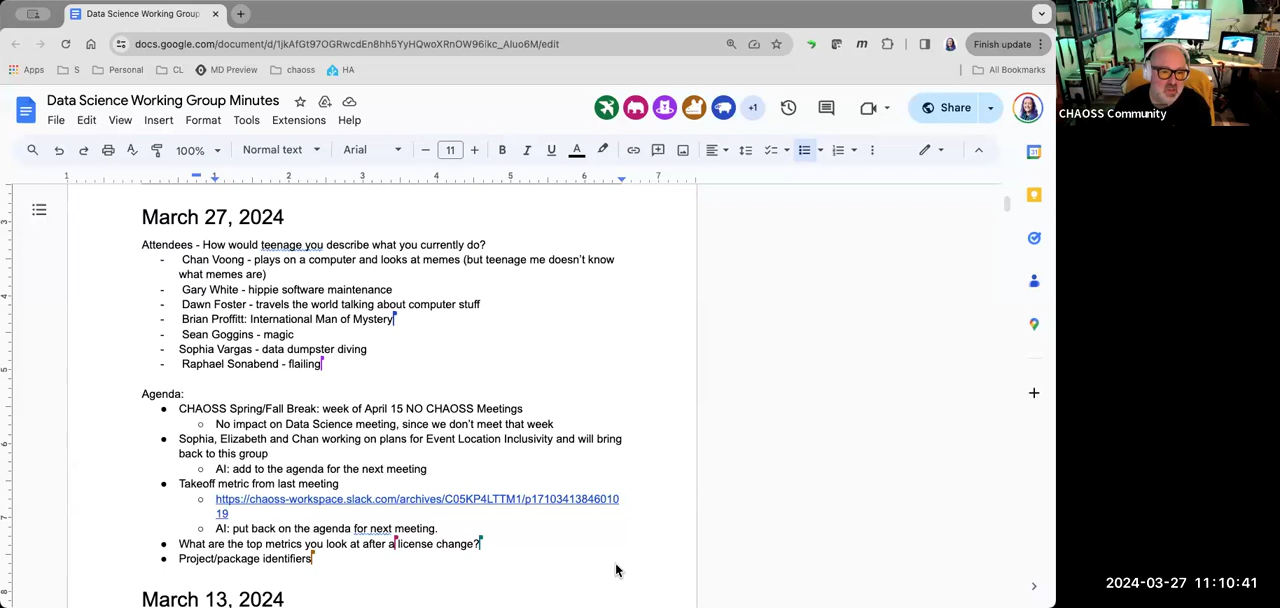 Data Science Working Group
docs.google.com/document/d/1jkAfGt97OGRwcdEn8hh5YyHQwoXRnOW96ikc_AIuo6M/edit
Finish update
Apps
S
Personal
CL
MD Preview
chaoss
HA
All Bookmarks
Data Science Working Group Minutes
File Edit View Insert Format Tools Extensions Help
+1
Share
100%
Normal text
Arial
11
B I U A
1 1 2 3 4 5 6 7
March 27, 2024
Attendees - How would teenage you describe what you currently do?
- Chan Voong - plays on a computer and looks at memes (but teenage me doesn't know
what memes are)
- Gary White - hippie software maintenance
- Dawn Foster - travels the world talking about computer stuff
- Brian Proffitt: International Man of Mystery
- Sean Goggins - magic
- Sophia Vargas - data dumpster diving
- Raphael Sonabend - flailing
Agenda:
● CHAOSS Spring/Fall Break: week of April 15 NO CHAOSS Meetings
○ No impact on Data Science meeting, since we don't meet that week
● Sophia, Elizabeth and Chan working on plans for Event Location Inclusivity and will bring
back to this group
○ AI: add to the agenda for the next meeting
● Takeoff metric from last meeting
○ https://chaoss-workspace.slack.com/archives/C05KP4LTTM1/p17103413846010
19
○ AI: put back on the agenda for next meeting.
● What are the top metrics you look at after a license change?
● Project/package identifiers
March 13, 2024
CHAOSS Community
2024-03-27 11:10:41